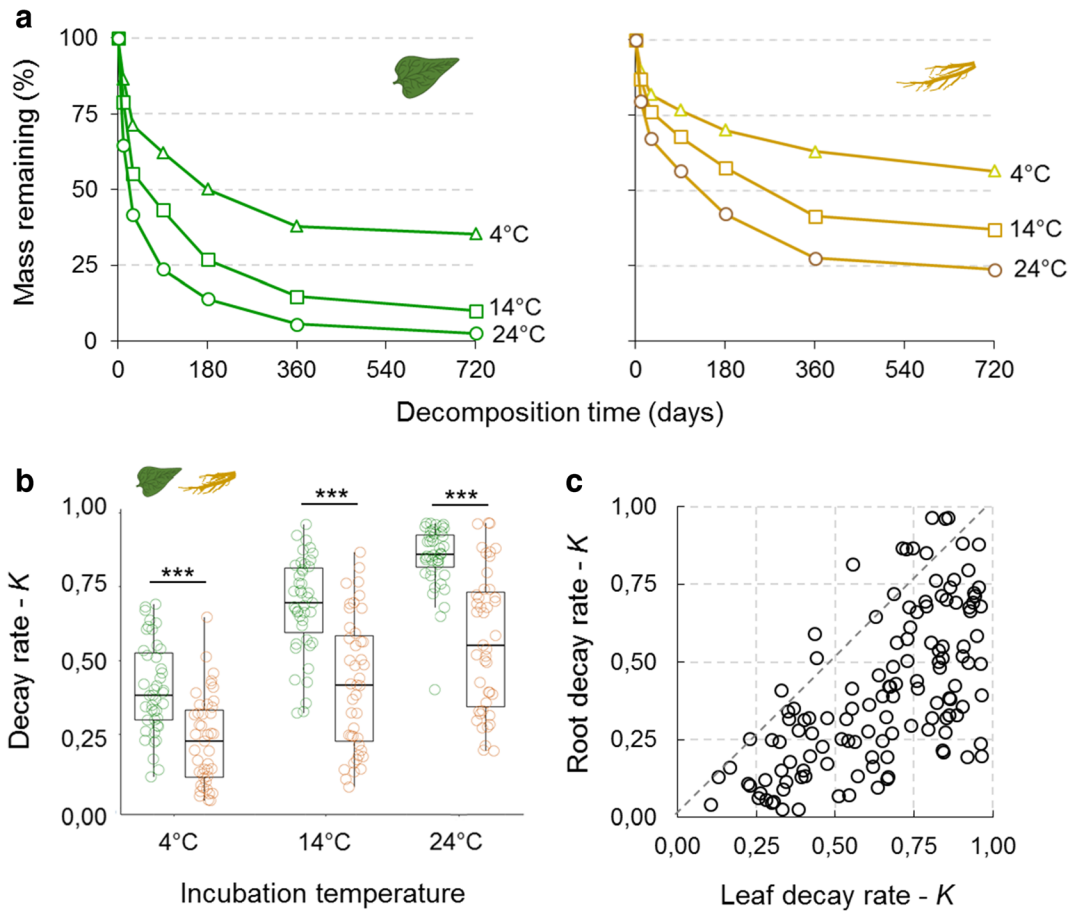 a
Mass remaining (%)
100
75
50
25
0
4°C
14°C
24°C
0 180 360 540 720
4°C
14°C
24°C
0 180 360 540 720
Decomposition time (days)
b
Decay rate - K
1,00
0,75
0,50
0,25
0,00
***
***
***
4°C 14°C 24°C
Incubation temperature
c
Root decay rate - K
1,00
0,75
0,50
0,25
0,00
0,00 0,25 0,50 0,75 1,00
Leaf decay rate - K